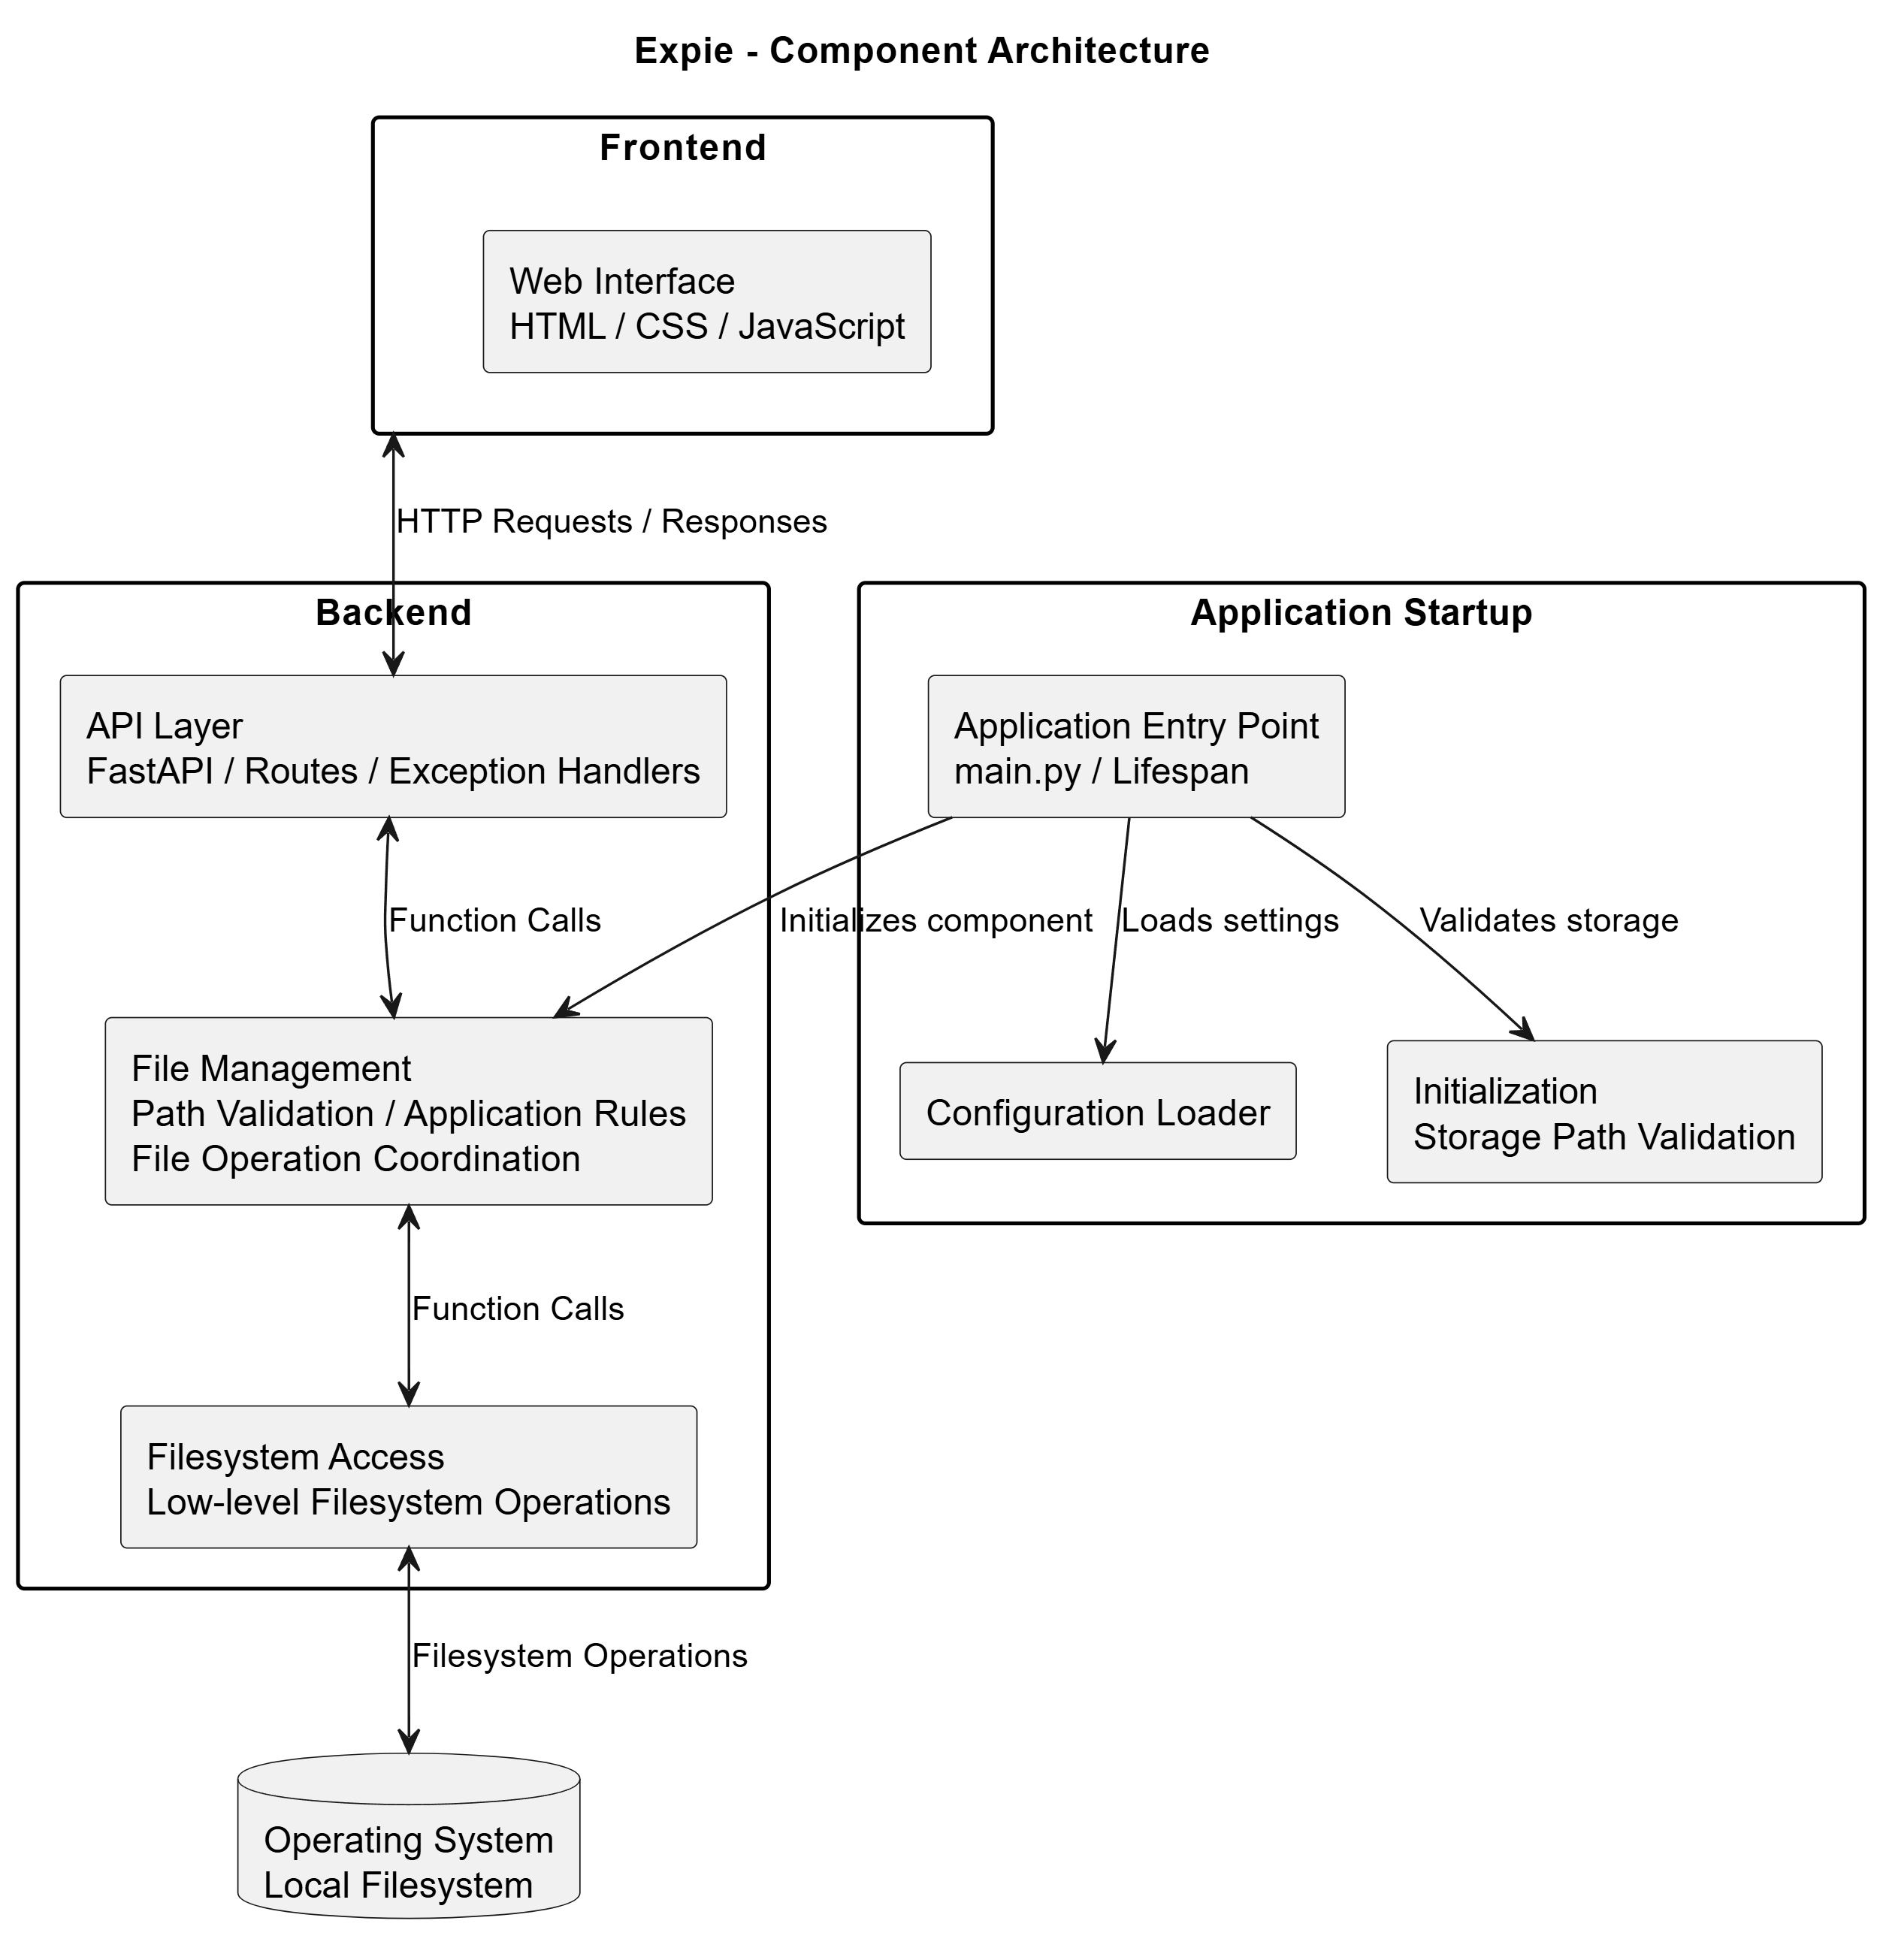 Expie - Component Architecture
Frontend
Web Interface
HTML / CSS / JavaScript
HTTP Requests / Responses
Backend
API Layer
FastAPI / Routes / Exception Handlers
Function Calls
File Management
Path Validation / Application Rules
File Operation Coordination
Function Calls
Filesystem Access
Low-level Filesystem Operations
Filesystem Operations
Operating System
Local Filesystem
Application Startup
Application Entry Point
main.py / Lifespan
Initializes component
Loads settings
Validates storage
Configuration Loader
Initialization
Storage Path Validation